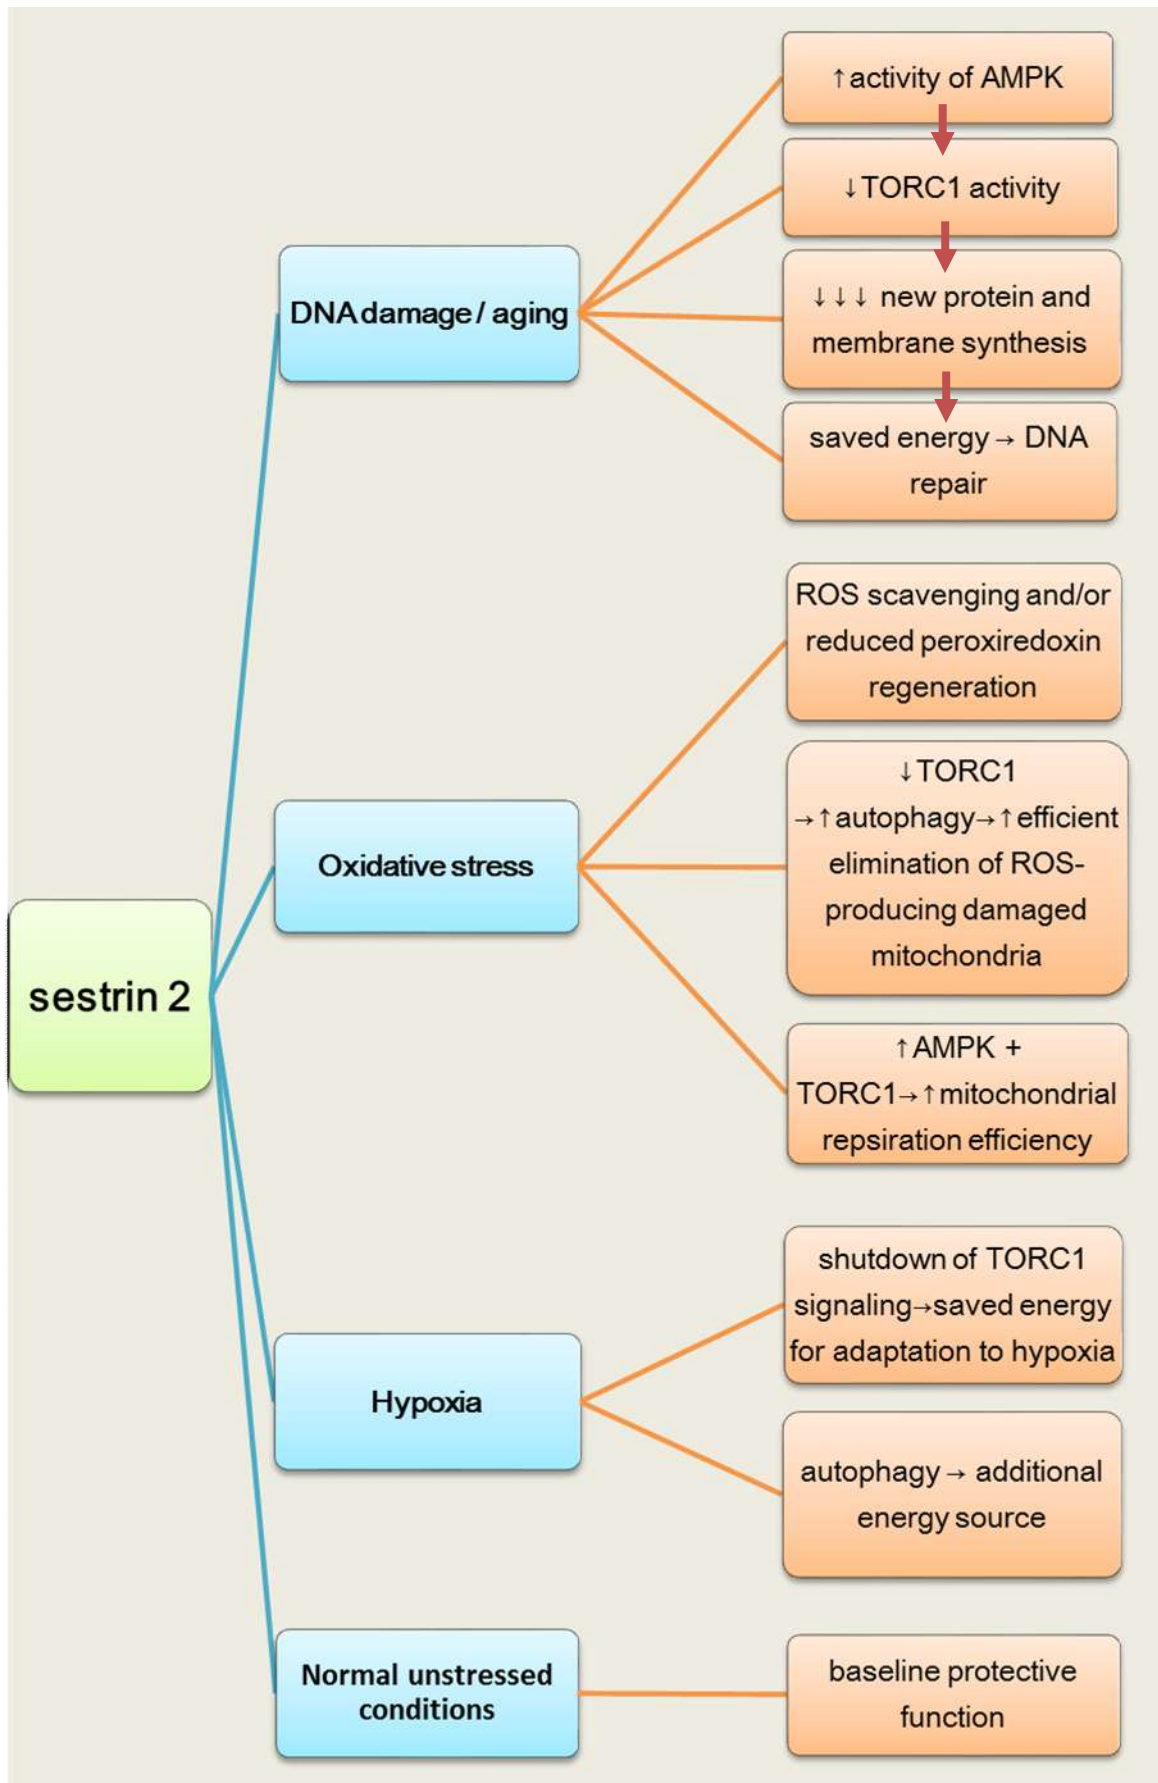 sestrin 2
DNA damage / aging
↑activity of AMPK
↓TORC1 activity
↓↓↓ new protein and
membrane synthesis
saved energy→ DNA
repair
Oxidative stress
ROS scavenging and/or
reduced peroxiredoxin
regeneration
↓TORC1
→↑autophagy→↑efficient
elimination of ROS-
producing damaged
mitochondria
↑AMPK +
TORC1→↑mitochondrial
repsiration efficiency
Hypoxia
shutdown of TORC1
signaling→saved energy
for adaptation to hypoxia
autophagy→ additional
energy source
Normal unstressed
conditions
baseline protective
function